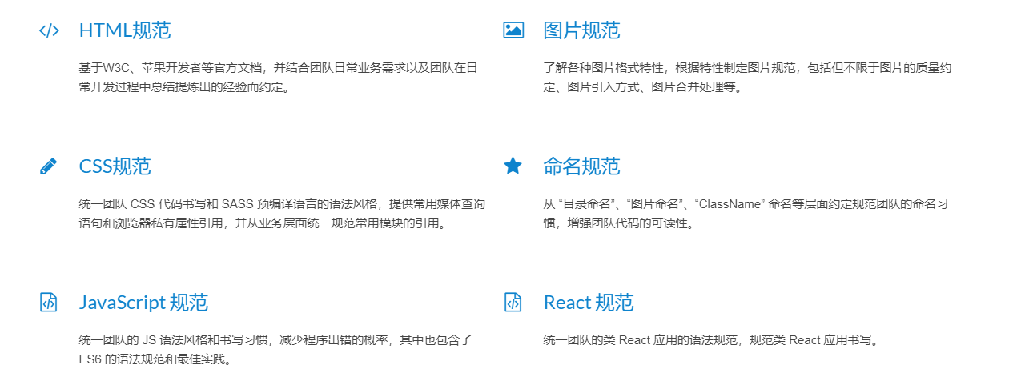 HTML规范
基于W3C、苹果开发者等官方文档，并结合团队日常业务需求以及团队在日
常开发过程中总结提炼出的经验而约定。
图片规范
了解各种图片格式特性，根据特性制定图片规范，包括但不限于图片的质量约
定、图片引入方式、图片合并处理等。
CSS规范
统一团队 CSS 代码书写和 SASS 预编译语言的语法风格，提供常用媒体查询
语句和浏览器私有属性引用，并从业务层面统一规范常用模块的引用。
命名规范
从 “目录命名”、“图片命名”、“ClassName” 命名等层面约定规范团队的命名习
惯，增强团队代码的可读性。
JavaScript 规范
统一团队的 JS 语法风格和书写习惯，减少程序出错的概率，其中也包含了
ES6 的语法规范和最佳实践。
React 规范
统一团队的类 React 应用的语法规范，规范类 React 应用书写。